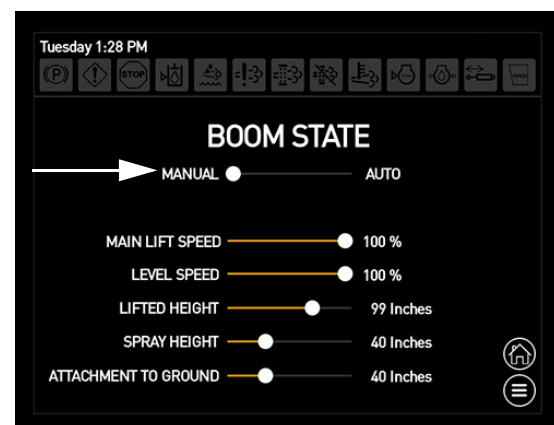 Tuesday 1:28 PM
(P) STOP
BOOM STATE
MANUAL AUTO
MAIN LIFT SPEED 100 %
LEVEL SPEED 100 %
LIFTED HEIGHT 99 Inches
SPRAY HEIGHT 40 Inches
ATTACHMENT TO GROUND 40 Inches